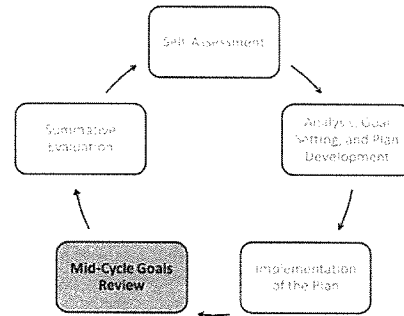 Self-Assessment
Analysis, Goal
Setting, and Plan
Development
Implementation
of the Plan
Mid-Cycle Goals
Review
Summative
Evaluation